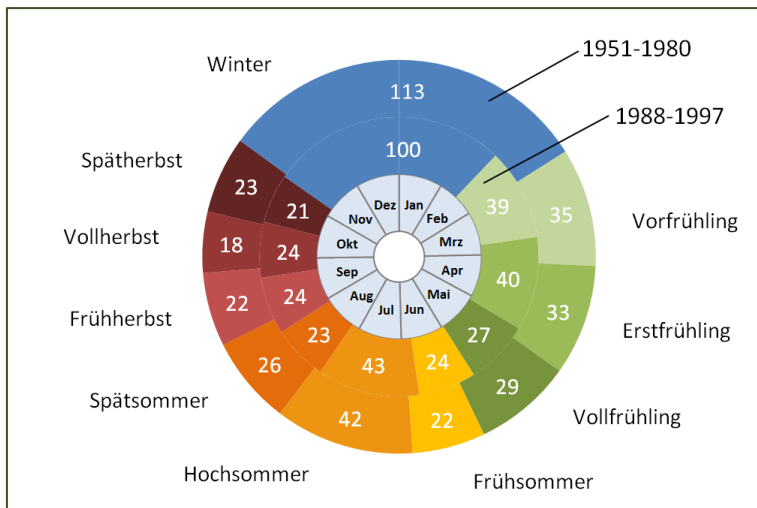 1951-1980
Winter
113
1988-1997
100
Spätherbst
23
21
Dez
Jan
Nov
Feb
39
35
Vorfrühling
Vollherbst
18
24
Okt
Mrz
Sep
Apr
40
Frühherbst
22
24
Aug
Mai
Jul
Jun
33
Erstfrühling
23
27
26
43
24
29
Spätsommer
Vollfrühling
42
22
Hochsommer
Frühsommer